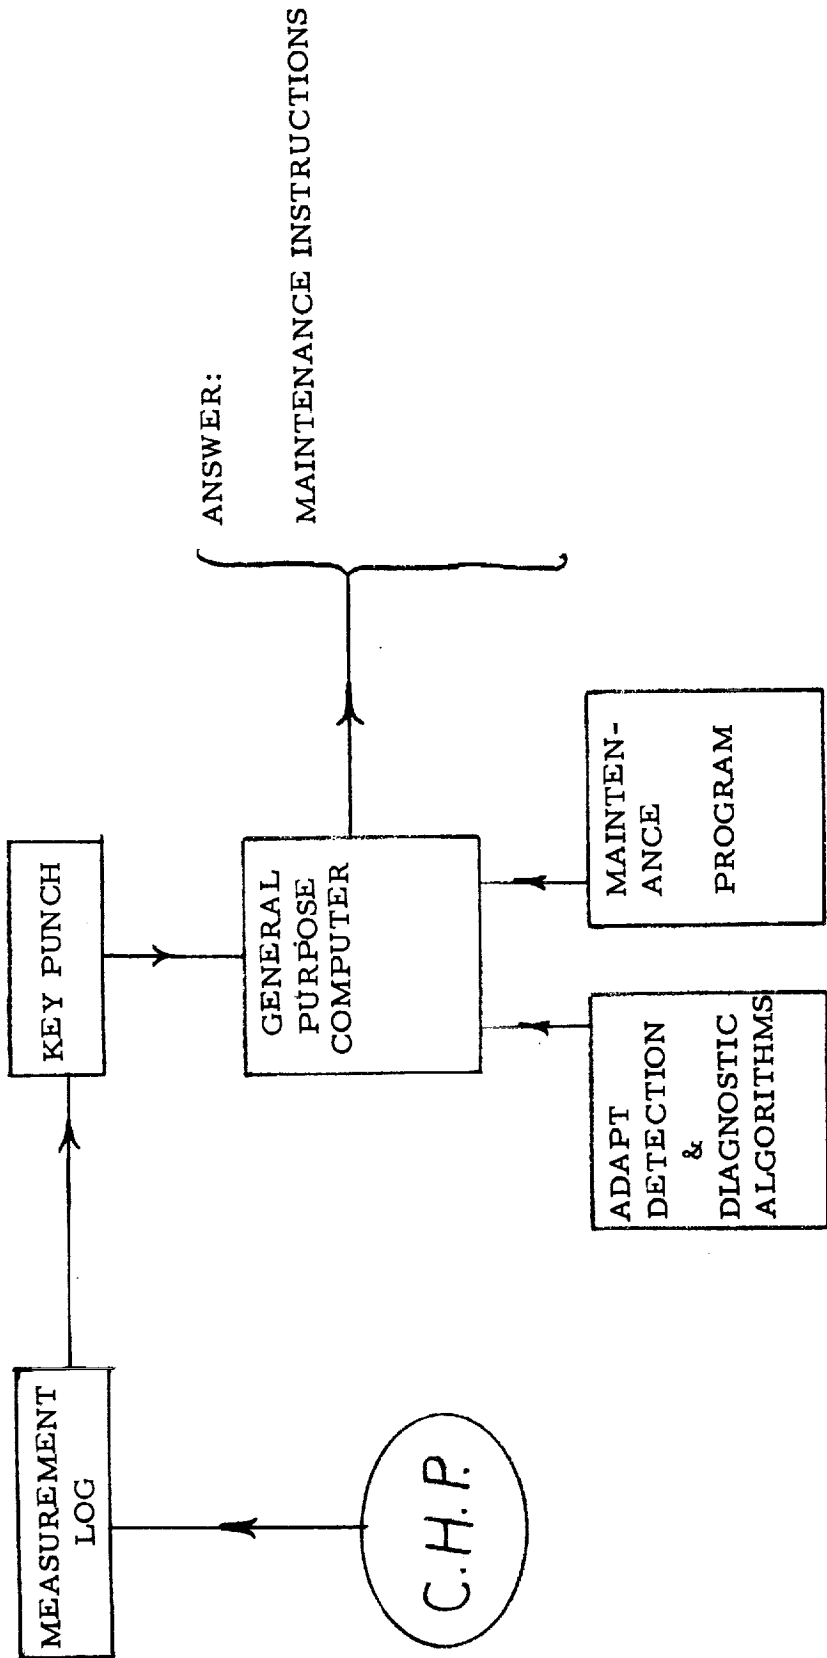 MEASUREMENT
LOG
KEY PUNCH
C.H.P.
GENERAL
PURPOSE
COMPUTER
ANSWER:
MAINTENANCE INSTRUCTIONS
ADAPT
DETECTION
&
DIAGNOSTIC
ALGORITHMS
MAINTEN-
ANCE
PROGRAM